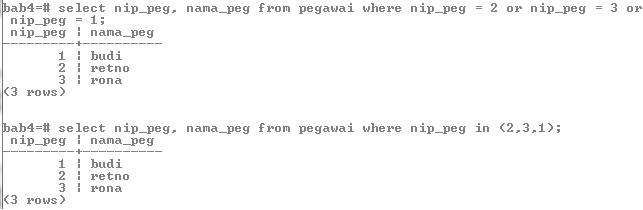 bab4=# select nip_peg, nama_peg from pegawai where nip_peg = 2 or nip_peg = 3 or
 nip_peg = 1;
 nip_peg | nama_peg
---------+----------
       1 | budi
       2 | retno
       3 | rona
(3 rows)

bab4=# select nip_peg, nama_peg from pegawai where nip_peg in (2,3,1);
 nip_peg | nama_peg
---------+----------
       1 | budi
       2 | retno
       3 | rona
(3 rows)